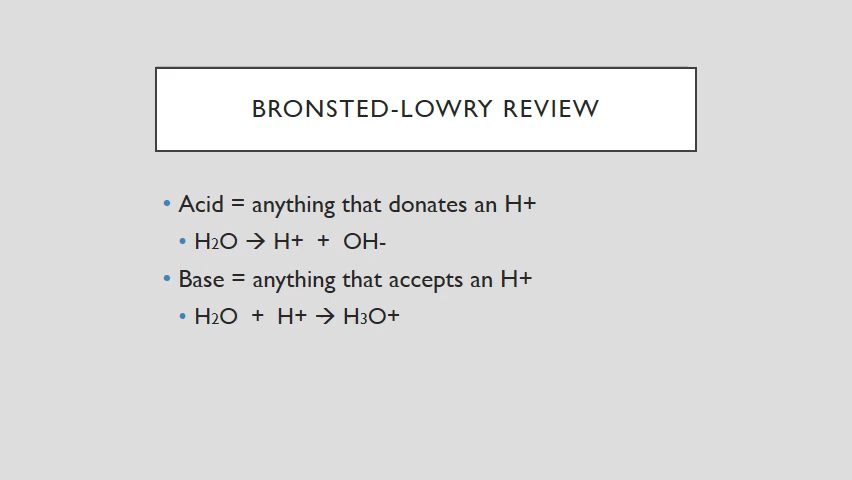 BRONSTED-LOWRY REVIEW
• Acid = anything that donates an H+
• H2O → H+ + OH-
• Base = anything that accepts an H+
• H2O + H+ → H3O+